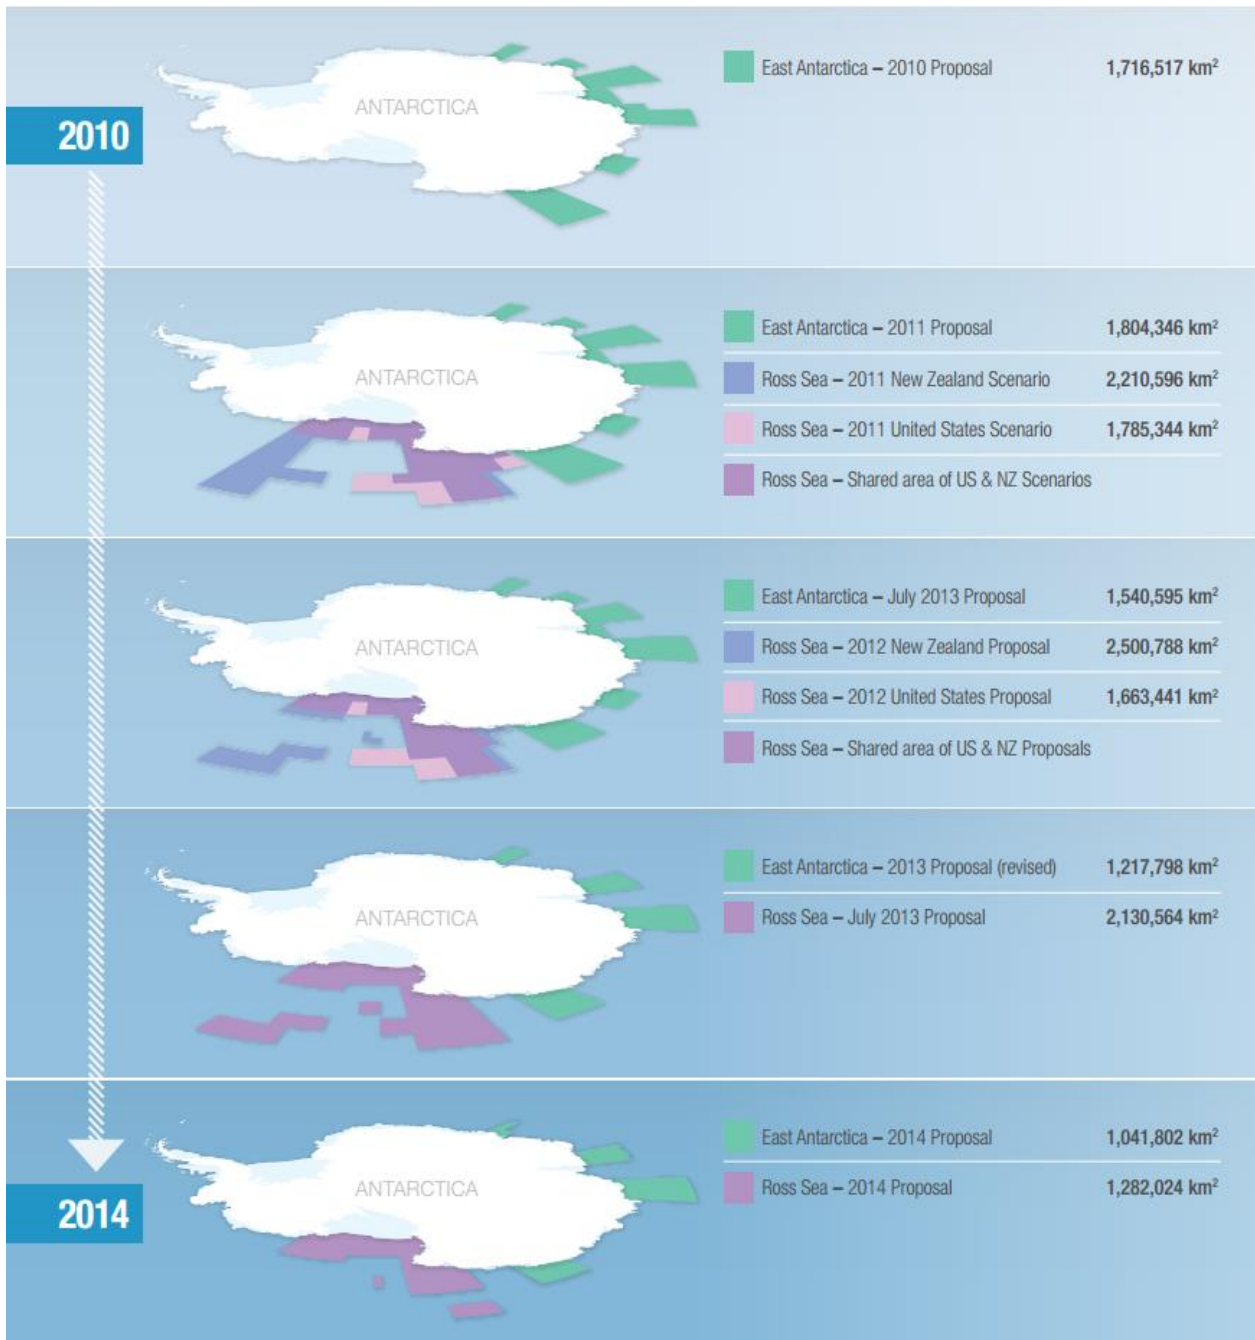 ANTARCTICA
2010
East Antarctica – 2010 Proposal 1,716,517 km²
ANTARCTICA
East Antarctica – 2011 Proposal 1,804,346 km²
Ross Sea – 2011 New Zealand Scenario 2,210,596 km²
Ross Sea – 2011 United States Scenario 1,785,344 km²
Ross Sea – Shared area of US & NZ Scenarios
ANTARCTICA
East Antarctica – July 2013 Proposal 1,540,595 km²
Ross Sea – 2012 New Zealand Proposal 2,500,788 km²
Ross Sea – 2012 United States Proposal 1,663,441 km²
Ross Sea – Shared area of US & NZ Proposals
ANTARCTICA
East Antarctica – 2013 Proposal (revised) 1,217,798 km²
Ross Sea – July 2013 Proposal 2,130,564 km²
ANTARCTICA
2014
East Antarctica – 2014 Proposal 1,041,802 km²
Ross Sea – 2014 Proposal 1,282,024 km²